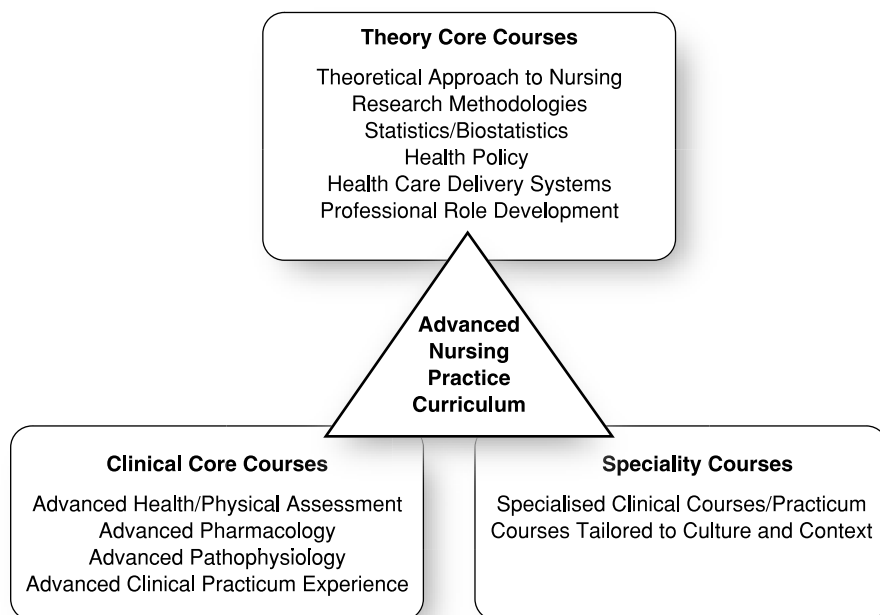 Theory Core Courses
Theoretical Approach to Nursing
Research Methodologies
Statistics/Biostatistics
Health Policy
Health Care Delivery Systems
Professional Role Development
Advanced
Nursing
Practice
Curriculum
Clinical Core Courses
Advanced Health/Physical Assessment
Advanced Pharmacology
Advanced Pathophysiology
Advanced Clinical Practicum Experience
Speciality Courses
Specialised Clinical Courses/Practicum
Courses Tailored to Culture and Context